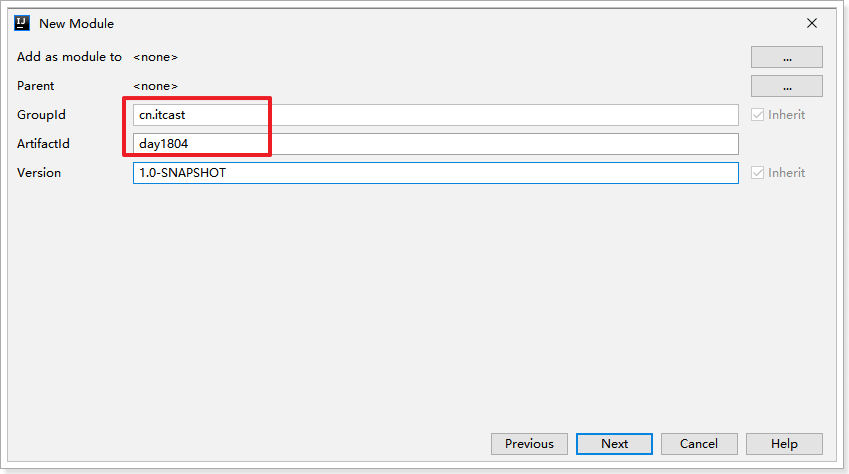 IJ New Module
Add as module to <none> ...
Parent <none> ...
GroupId cn.itcast Inherit
ArtifactId day1804
Version 1.0-SNAPSHOT Inherit
Previous Next Cancel Help